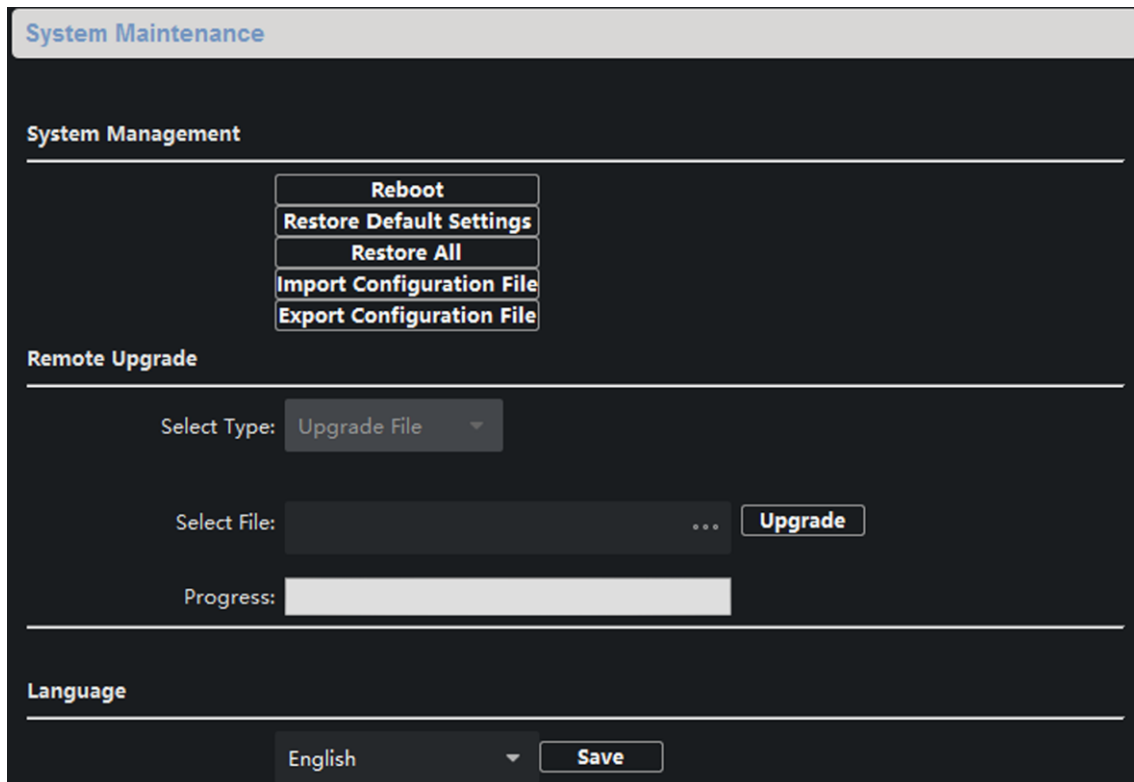 System Maintenance
System Management
Reboot
Restore Default Settings
Restore All
Import Configuration File
Export Configuration File
Remote Upgrade
Select Type: Upgrade File
Select File: ... Upgrade
Progress:
Language
English Save